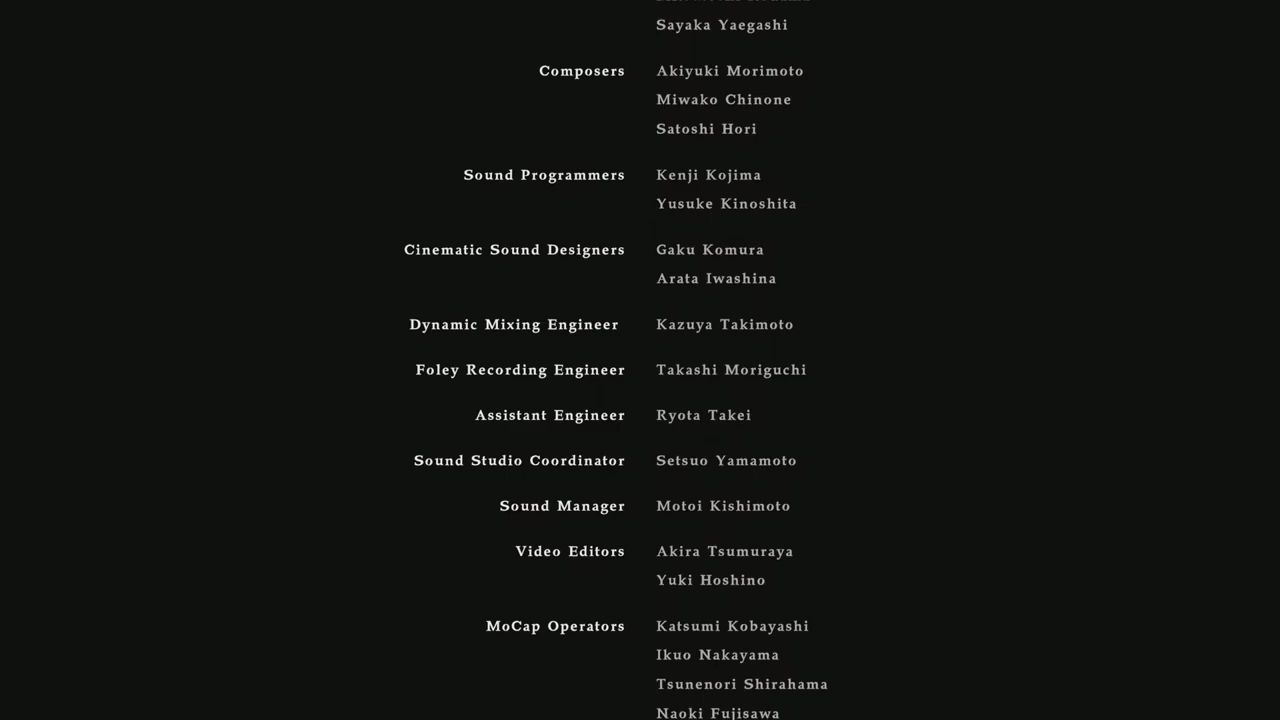 Sayaka Yaegashi
Composers Akiyuki Morimoto
Miwako Chinone
Satoshi Hori
Sound Programmers Kenji Kojima
Yusuke Kinoshita
Cinematic Sound Designers Gaku Komura
Arata Iwashina
Dynamic Mixing Engineer Kazuya Takimoto
Foley Recording Engineer Takashi Moriguchi
Assistant Engineer Ryota Takei
Sound Studio Coordinator Setsuo Yamamoto
Sound Manager Motoi Kishimoto
Video Editors Akira Tsumuraya
Yuki Hoshino
MoCap Operators Katsumi Kobayashi
Ikuo Nakayama
Tsunenori Shirahama
Naoki Fujisawa